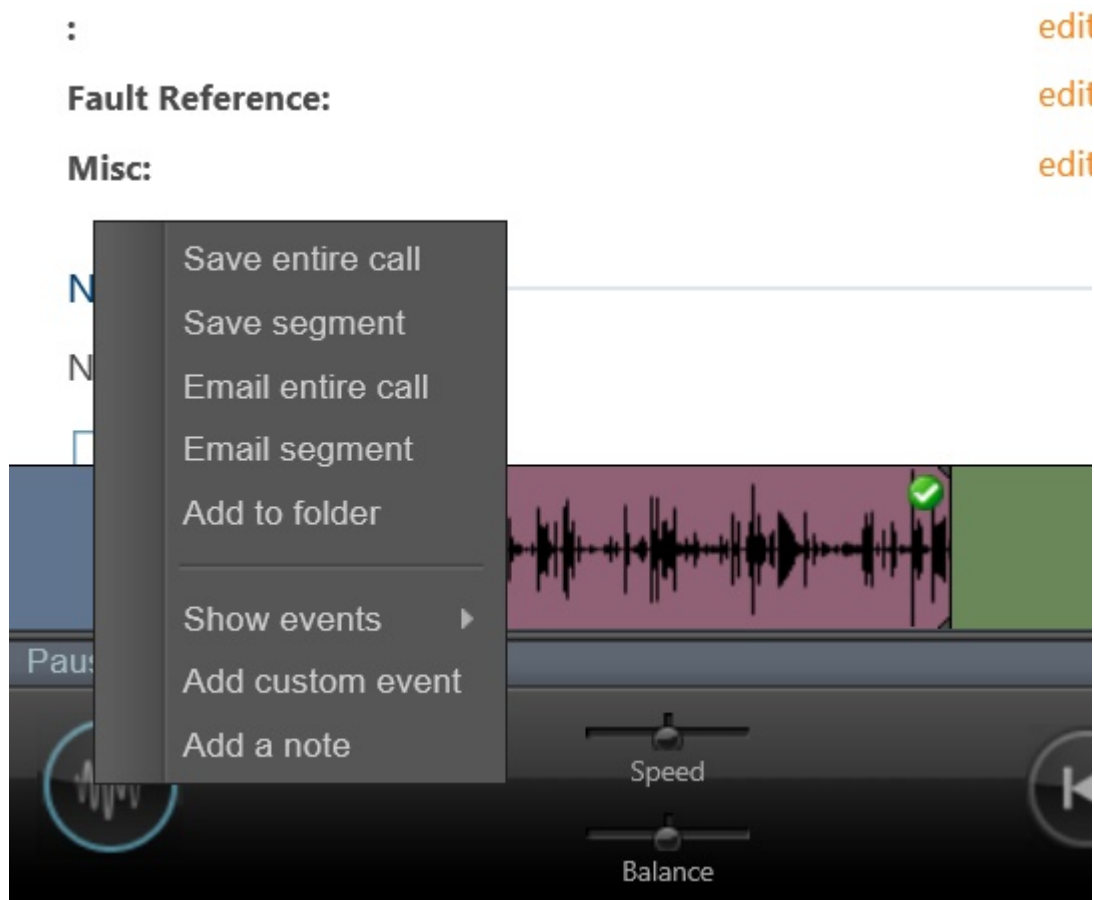 :
edit
Fault Reference:
edit
Misc:
edit
N
N
Save entire call
Save segment
Email entire call
Email segment
Add to folder
Show events
Add custom event
Add a note
Paus
Speed
Balance